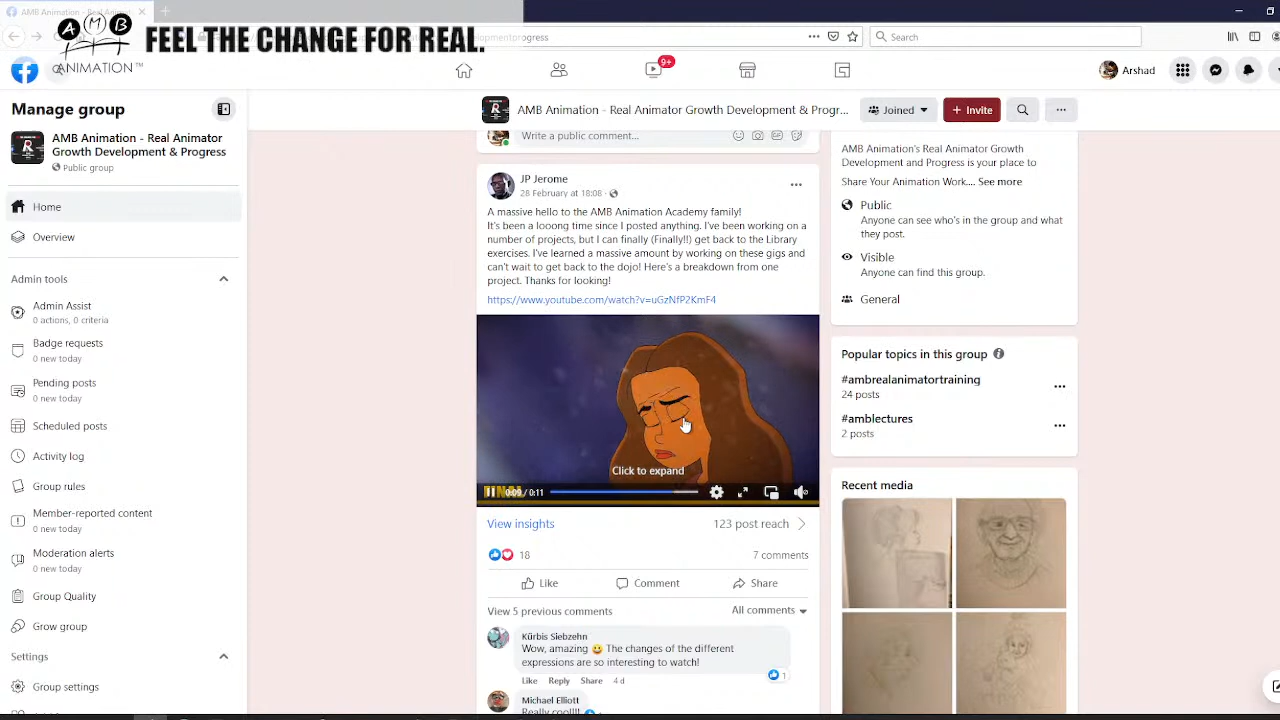 AMB Animation
FEEL THE CHANGE FOR REAL.
AMB
ANIMATION™
developmentprogress
Search
9+
Arshad
Manage group
AMB Animation - Real Animator
Growth Development & Progress
Public group
Home
Overview
Admin tools
Admin Assist
0 actions, 0 criteria
Badge requests
0 new today
Pending posts
0 new today
Scheduled posts
Activity log
Group rules
Member-reported content
0 new today
Moderation alerts
0 new today
Group Quality
Grow group
Settings
Group settings
AMB Animation - Real Animator Growth Development & Progr...
Joined
+ Invite
Write a public comment...
JP Jerome
28 February at 18:08 ·
A massive hello to the AMB Animation Academy family!
It's been a looong time since I posted anything. I've been working on a
number of projects, but I can finally (Finally!!) get back to the Library
exercises. I've learned a massive amount by working on these gigs and
can't wait to get back to the dojo! Here's a breakdown from one
project. Thanks for looking!
https://www.youtube.com/watch?v=uGzNfP2KmF4
Click to expand
0:09 / 0:11
View insights
123 post reach
18
7 comments
Like
Comment
Share
View 5 previous comments
All comments
Kürbis Siebzehn
Wow, amazing 😀 The changes of the different
expressions are so interesting to watch!
1
Like Reply Share 4 d
Michael Elliott
Really cool!!!
AMB Animation's Real Animator Growth
Development and Progress is your place to
Share Your Animation Work.... See more
Public
Anyone can see who's in the group and what
they post.
Visible
Anyone can find this group.
General
Popular topics in this group
#ambrealanimatortraining
24 posts
#amblectures
2 posts
Recent media